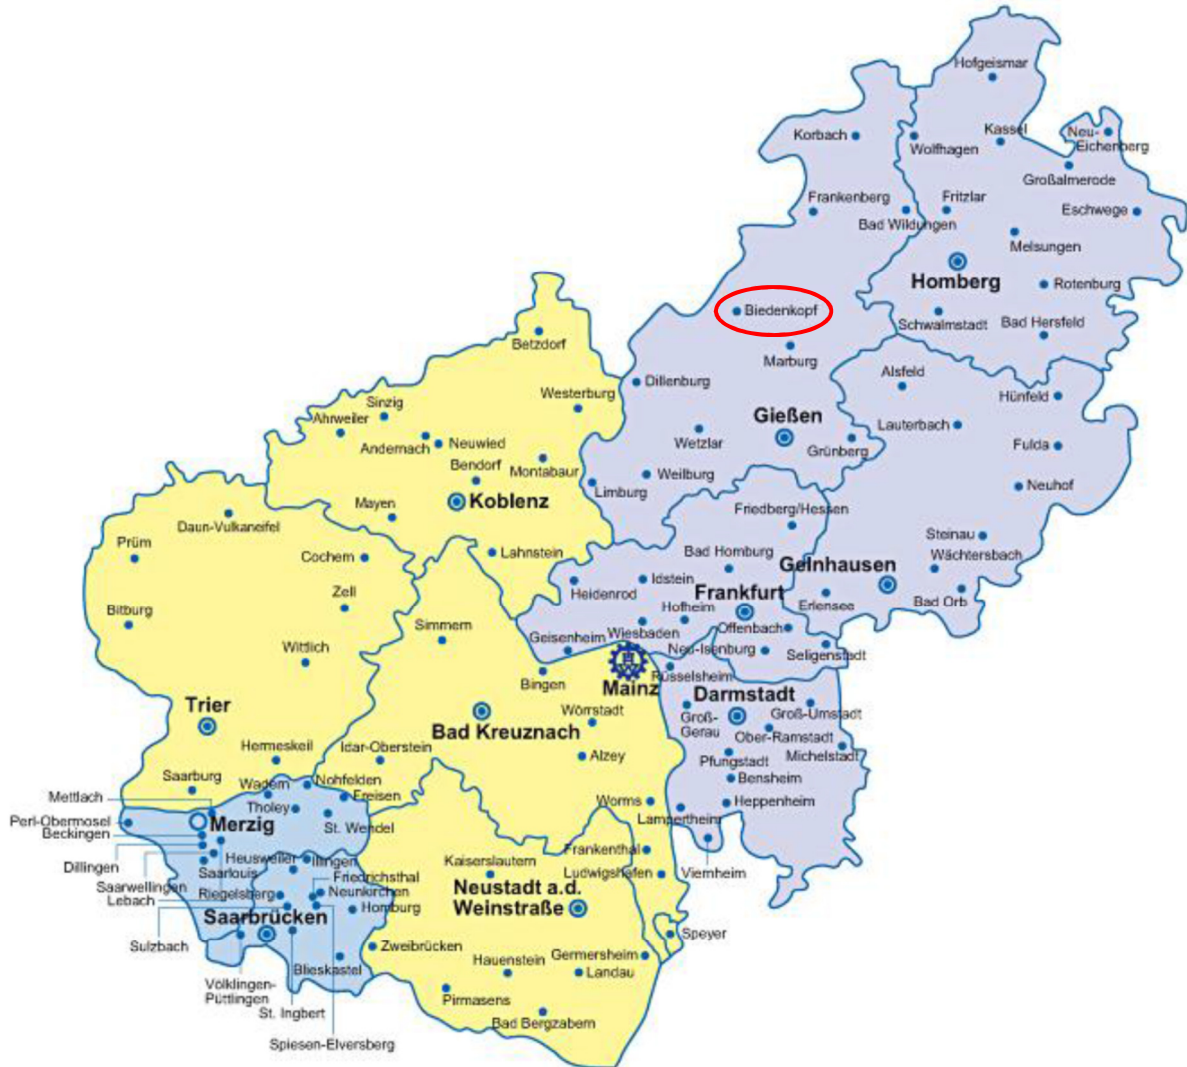 Hofgeismar
Korbach
Wolfhagen
Kassel
Neu-
Eichenberg
Großalmerode
Frankenberg
Bad Wildungen
Fritzlar
Eschwege
Melsungen
Homberg
Rotenburg
Biedenkopf
Schwalmstadt
Bad Hersfeld
Betzdorf
Marburg
Alsfeld
Dillenburg
Hünfeld
Westerburg
Sinzig
Ahrweiler
Gießen
Lauterbach
Andernach
Neuwied
Wetzlar
Grünberg
Fulda
Bendorf
Montabaur
Weilburg
Limburg
Neuhof
Koblenz
Mayen
Friedberg/Hessen
Daun-Vulkaneifel
Steinau
Prüm
Cochem
Lahnstein
Bad Homburg
Gelnhausen
Wächtersbach
Idstein
Heidenrod
Frankfurt
Zell
Bitburg
Hofheim
Erlensee
Bad Orb
Simmern
Geisenheim
Wiesbaden
Offenbach
Wittlich
Neu-Isenburg
Seligenstadt
Rüsselsheim
Bingen
Mainz
Darmstadt
Trier
Wörrstadt
Groß-
Gerau
Groß-Umstadt
Bad Kreuznach
Ober-Ramstadt
Hermeskeil
Idar-Oberstein
Alzey
Pfungstadt
Michelstadt
Saarburg
Wadern
Nohfelden
Bensheim
Mettlach
Freisen
Tholey
Worms
Heppenheim
Perl-Obermosel
Merzig
St. Wendel
Lampertheim
Beckingen
Dillingen
Heusweiler
Illingen
Kaiserslautern
Frankenthal
Viernheim
Saarlouis
Friedrichsthal
Ludwigshafen
Saarwellingen
Lebach
Riegelsberg
Neunkirchen
Neustadt a.d.
Weinstraße
Homburg
Saarbrücken
Sulzbach
Zweibrücken
Speyer
Hauenstein
Germersheim
Blieskastel
Landau
Völklingen-
Püttlingen
Pirmasens
St. Ingbert
Bad Bergzabern
Spiesen-Elversberg